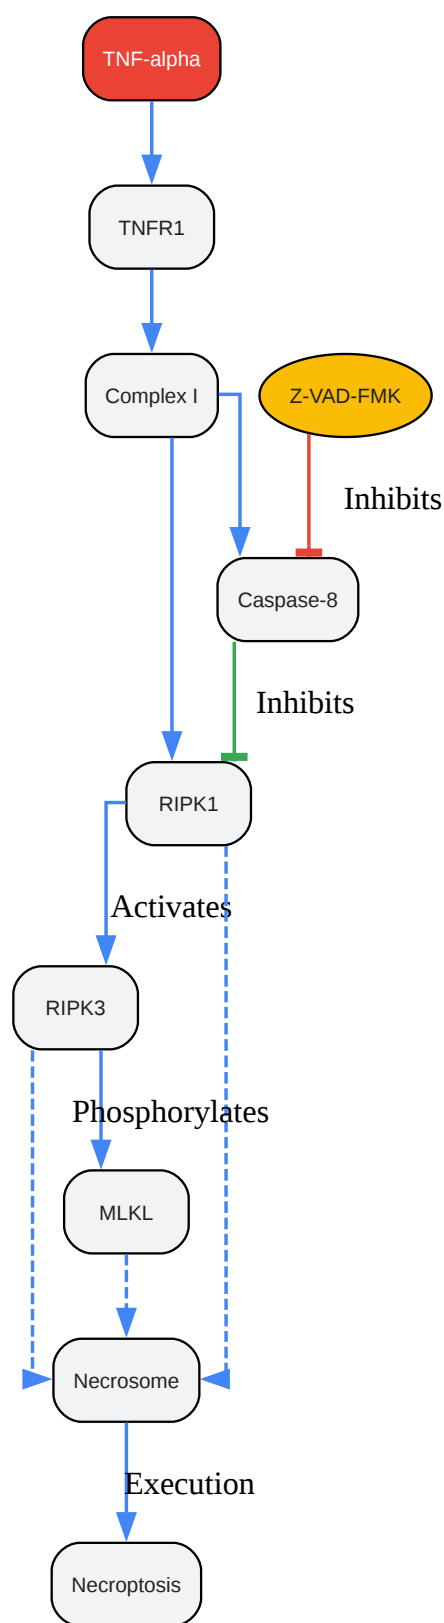 TNF-alpha
TNFR1
Complex I
Z-VAD-FMK
Inhibits
Caspase-8
Inhibits
RIPK1
Activates
RIPK3
Phosphorylates
MLKL
Necrosome
Execution
Necroptosis